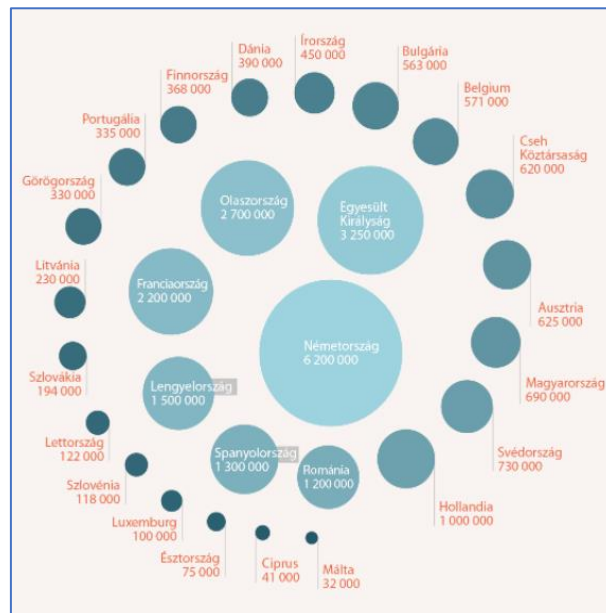 Írország
450 000
Dánia
390 000
Bulgária
563 000
Finnország
368 000
Belgium
571 000
Portugália
335 000
Cseh
Köztársaság
620 000
Görögország
330 000
Olaszország
2 700 000
Egyesült
Királyság
3 250 000
Litvánia
230 000
Franciaország
2 200 000
Ausztria
625 000
Németország
6 200 000
Szlovákia
194 000
Lengyelország
1 500 000
Magyarország
690 000
Lettország
122 000
Svédország
730 000
Spanyolország
1 300 000
Románia
1 200 000
Szlovénia
118 000
Hollandia
1 000 000
Luxemburg
100 000
Észtország
75 000
Ciprus
41 000
Málta
32 000